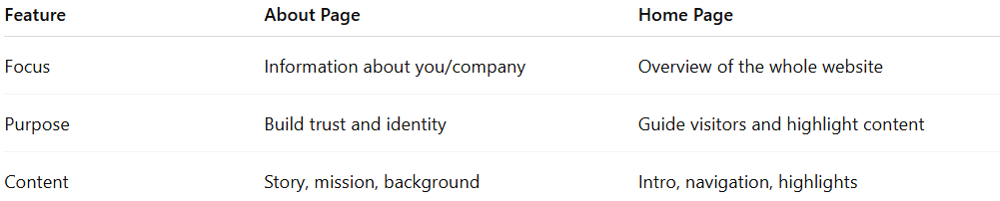 Feature About Page Home Page
Focus Information about you/company Overview of the whole website
Purpose Build trust and identity Guide visitors and highlight content
Content Story, mission, background Intro, navigation, highlights